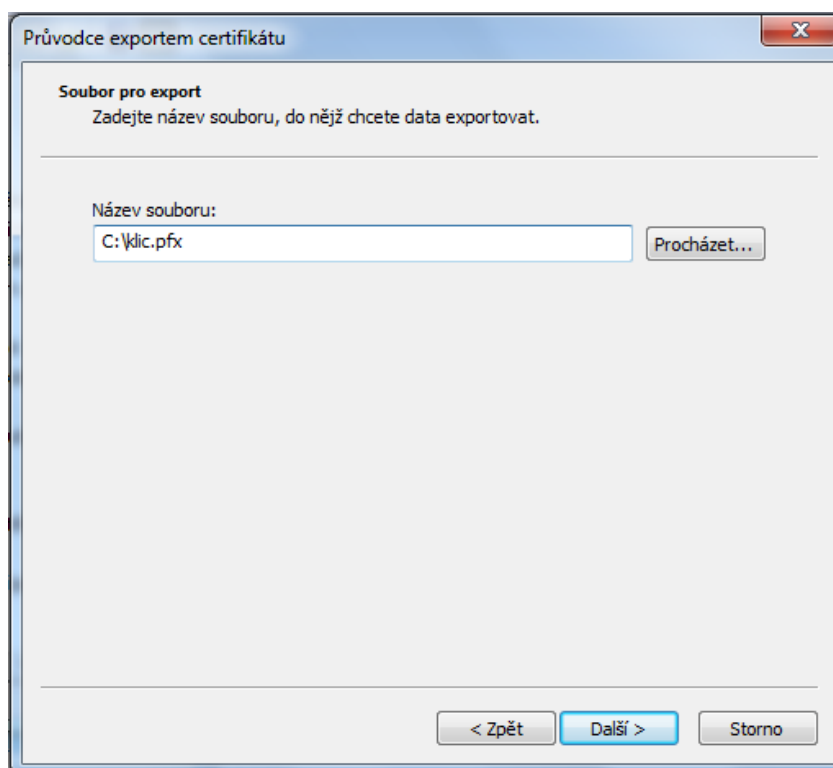 Průvodce exportem certifikátu
Soubor pro export
Zadejte název souboru, do nějž chcete data exportovat.
Název souboru:
C:\klic.pfx
Procházet...
< Zpět
Další >
Storno